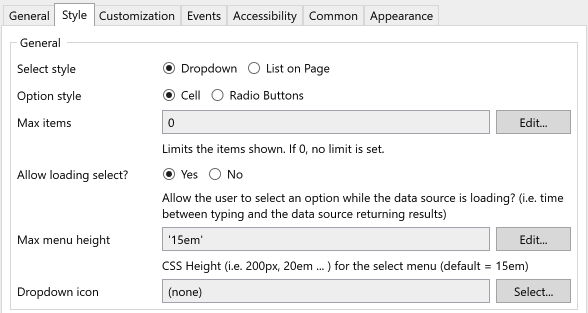 General Style Customization Events Accessibility Common Appearance
General
Select style Dropdown List on Page
Option style Cell Radio Buttons
Max items 0 Edit...
Limits the items shown. If 0, no limit is set.
Allow loading select? Yes No
Allow the user to select an option while the data source is loading? (i.e. time
between typing and the data source returning results)
Max menu height '15em' Edit...
CSS Height (i.e. 200px, 20em ... ) for the select menu (default = 15em)
Dropdown icon (none) Select...